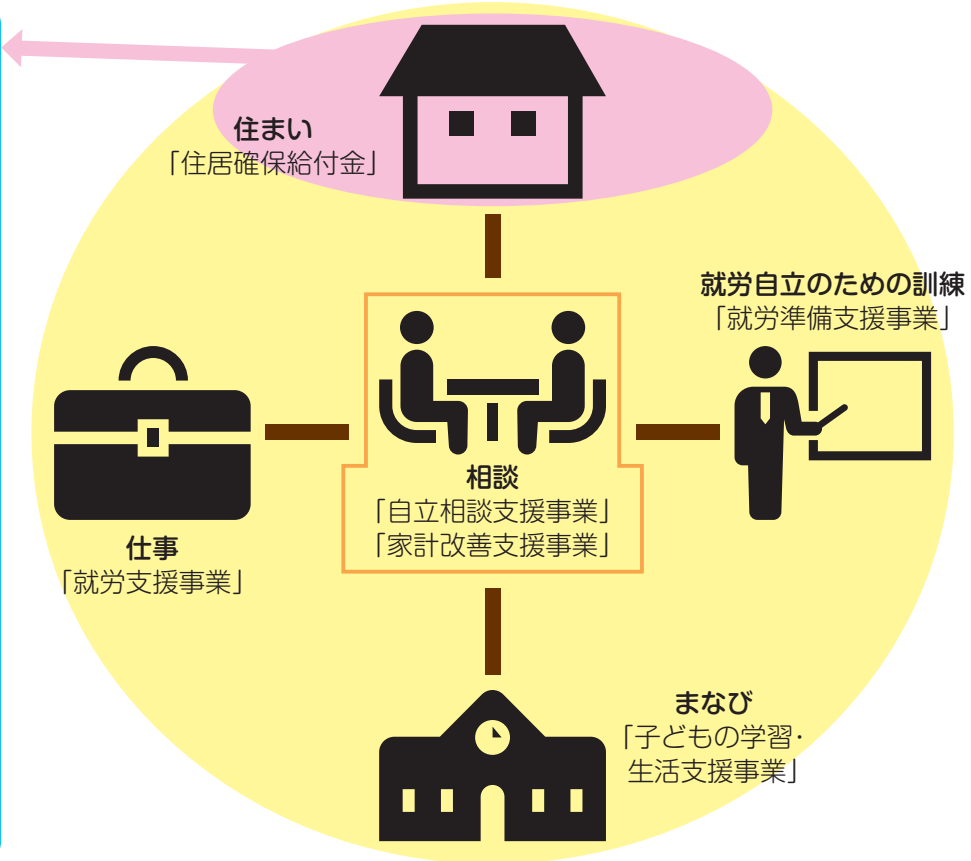 住まい
「住居確保給付金」
就労自立のための訓練
「就労準備支援事業」
相談
「自立相談支援事業」
「家計改善支援事業」
仕事
「就労支援事業」
まなび
「子どもの学習・
生活支援事業」